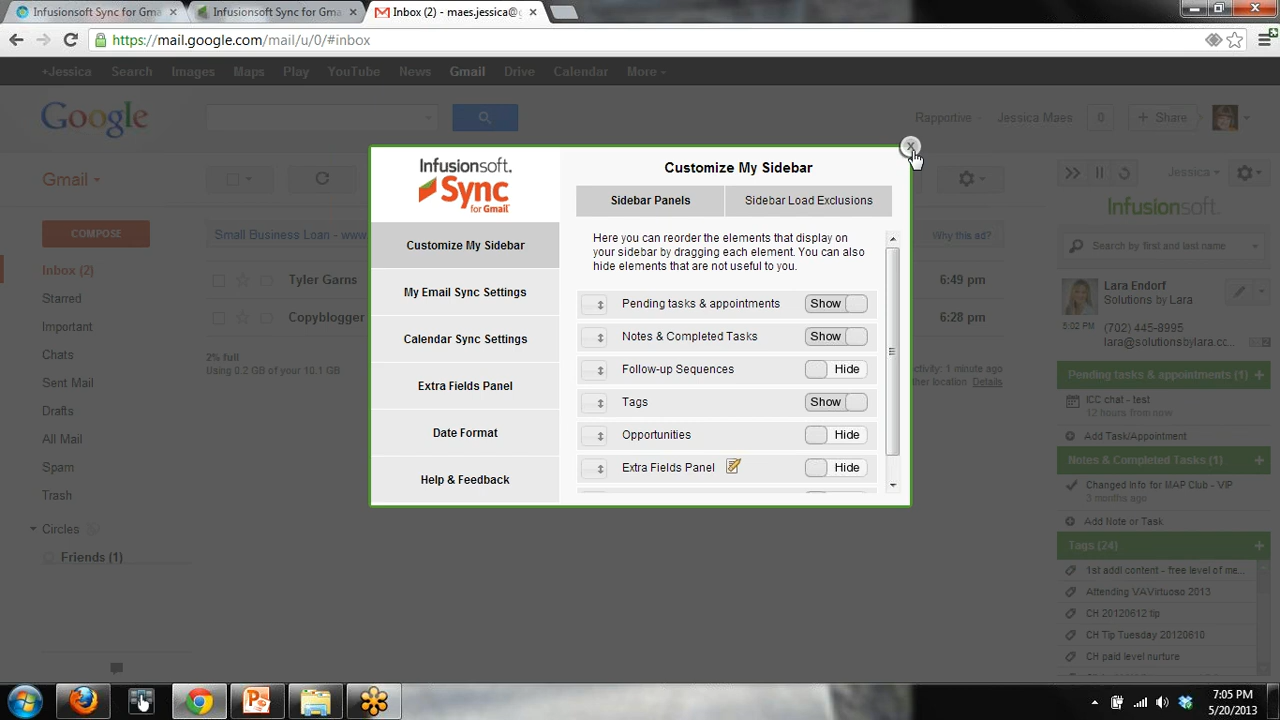 Infusionsoft Sync for Gma
Infusionsoft Sync for Gma
Inbox (2) - maes.jessica@g
https://mail.google.com/mail/u/0/#inbox
+Jessica Search Images Maps Play YouTube News Gmail Drive Calendar More
Google
Rapportive
Jessica Maes
0
+ Share
Gmail
Jessica
COMPOSE
Small Business Loan - www.
Why this ad?
Inbox (2)
Starred
Important
Chats
Sent Mail
Drafts
All Mail
Spam
Trash
Circles
Friends (1)
Tyler Garns
6:49 pm
Copyblogger
6:28 pm
2% full
Using 0.2 GB of your 10.1 GB
ctivity: 1 minute ago
other location. Details
Infusionsoft.
Sync
for Gmail
Customize My Sidebar
My Email Sync Settings
Calendar Sync Settings
Extra Fields Panel
Date Format
Help & Feedback
Customize My Sidebar
Sidebar Panels
Sidebar Load Exclusions
Here you can reorder the elements that display on
your sidebar by dragging each element. You can also
hide elements that are not useful to you.
Pending tasks & appointments Show
Notes & Completed Tasks Show
Follow-up Sequences Hide
Tags Show
Opportunities Hide
Extra Fields Panel Hide
Infusionsoft.
Search by first and last name
Lara Endorf
Solutions by Lara
5:02 PM
(702) 445-8995
lara@solutionsbylara.co...
Pending tasks & appointments (1) +
ICC chat - test
12 hours from now
Add Task/Appointment
Notes & Completed Tasks (1) +
Changed Info for MAP Club - VIP
3 months ago
Add Note or Task
Tags (24) +
1st addl content - free level of me...
Attending VAVirtuoso 2013
CH 20120612 tip
CH Tip Tuesday 20120610
CH paid level nurture
7:05 PM
5/20/2013